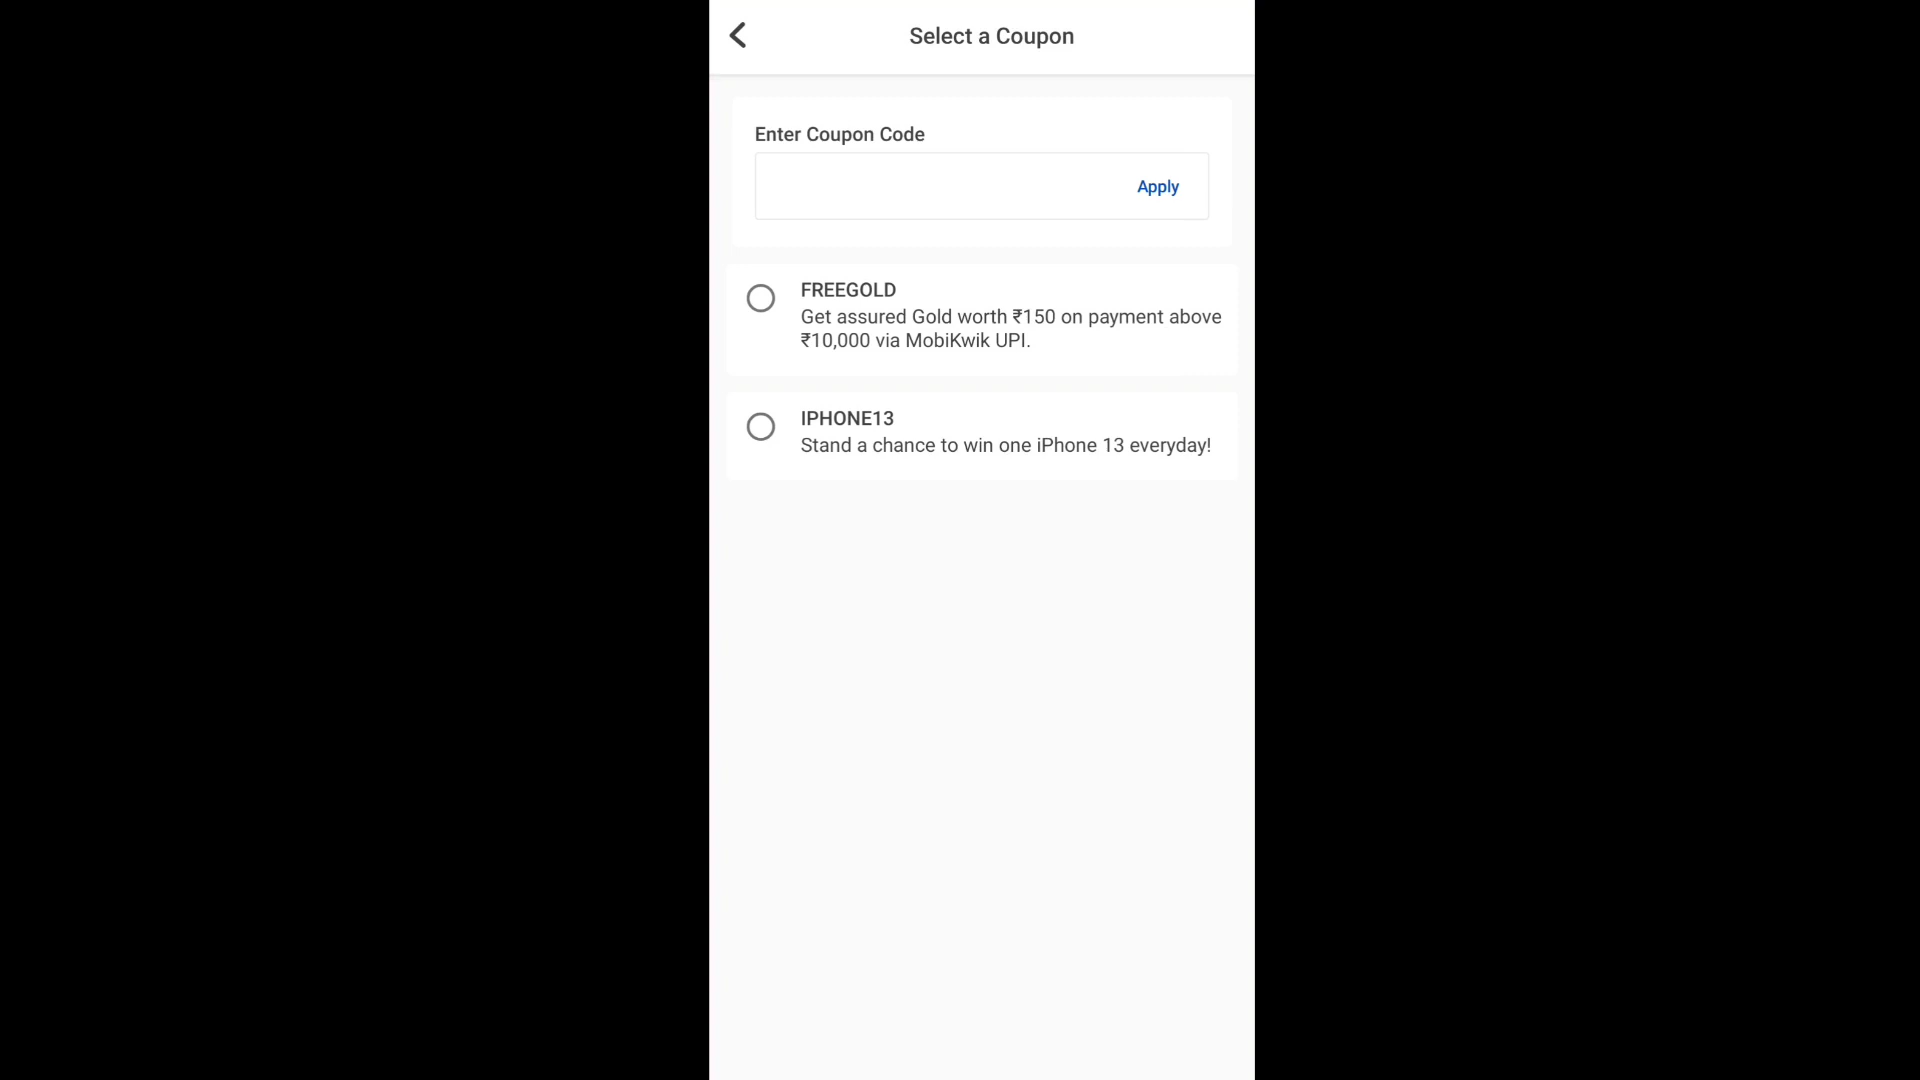 Select a Coupon
Enter Coupon Code
Apply
FREEGOLD
Get assured Gold worth ₹150 on payment above
₹10,000 via MobiKwik UPI.
IPHONE13
Stand a chance to win one iPhone 13 everyday!